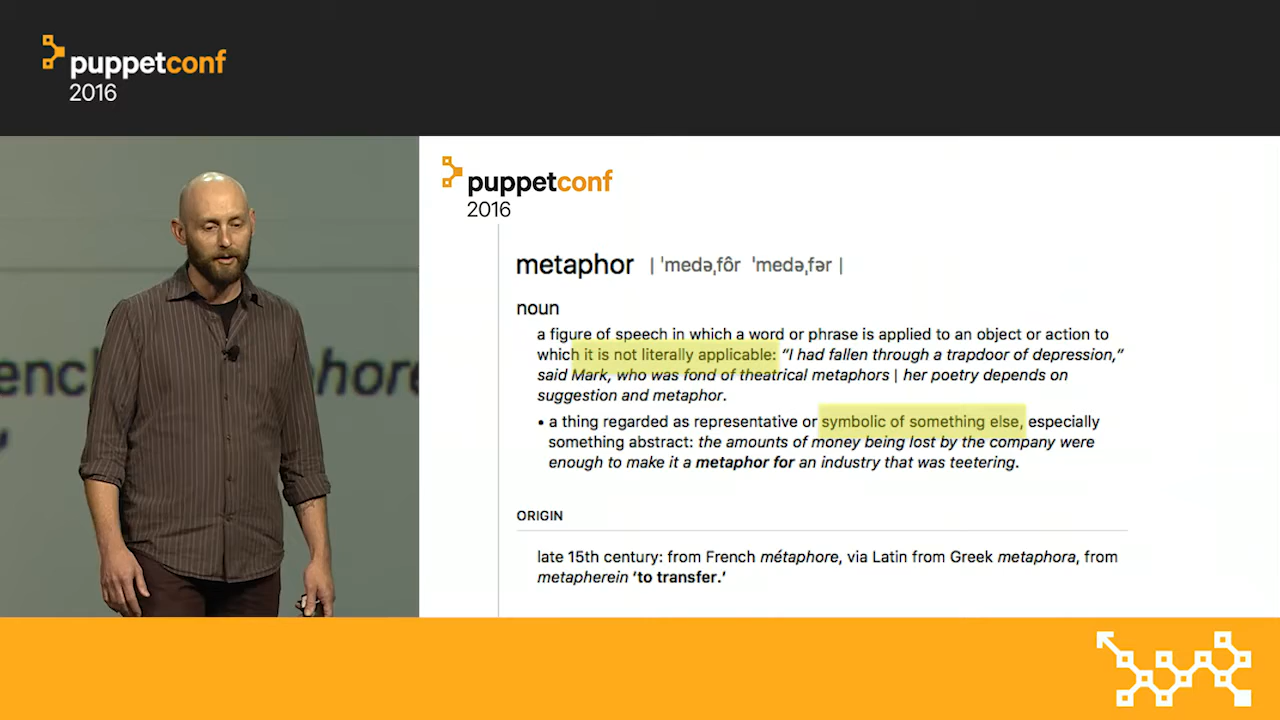 puppetconf
2016
puppetconf
2016
metaphor | ˈmedəˌfôr ˈmedəˌfər |
noun
a figure of speech in which a word or phrase is applied to an object or action to
which it is not literally applicable: “I had fallen through a trapdoor of depression,”
said Mark, who was fond of theatrical metaphors | her poetry depends on
suggestion and metaphor.
• a thing regarded as representative or symbolic of something else, especially
something abstract: the amounts of money being lost by the company were
enough to make it a metaphor for an industry that was teetering.
ORIGIN
late 15th century: from French métaphore, via Latin from Greek metaphora, from
metapherein ‘to transfer.’